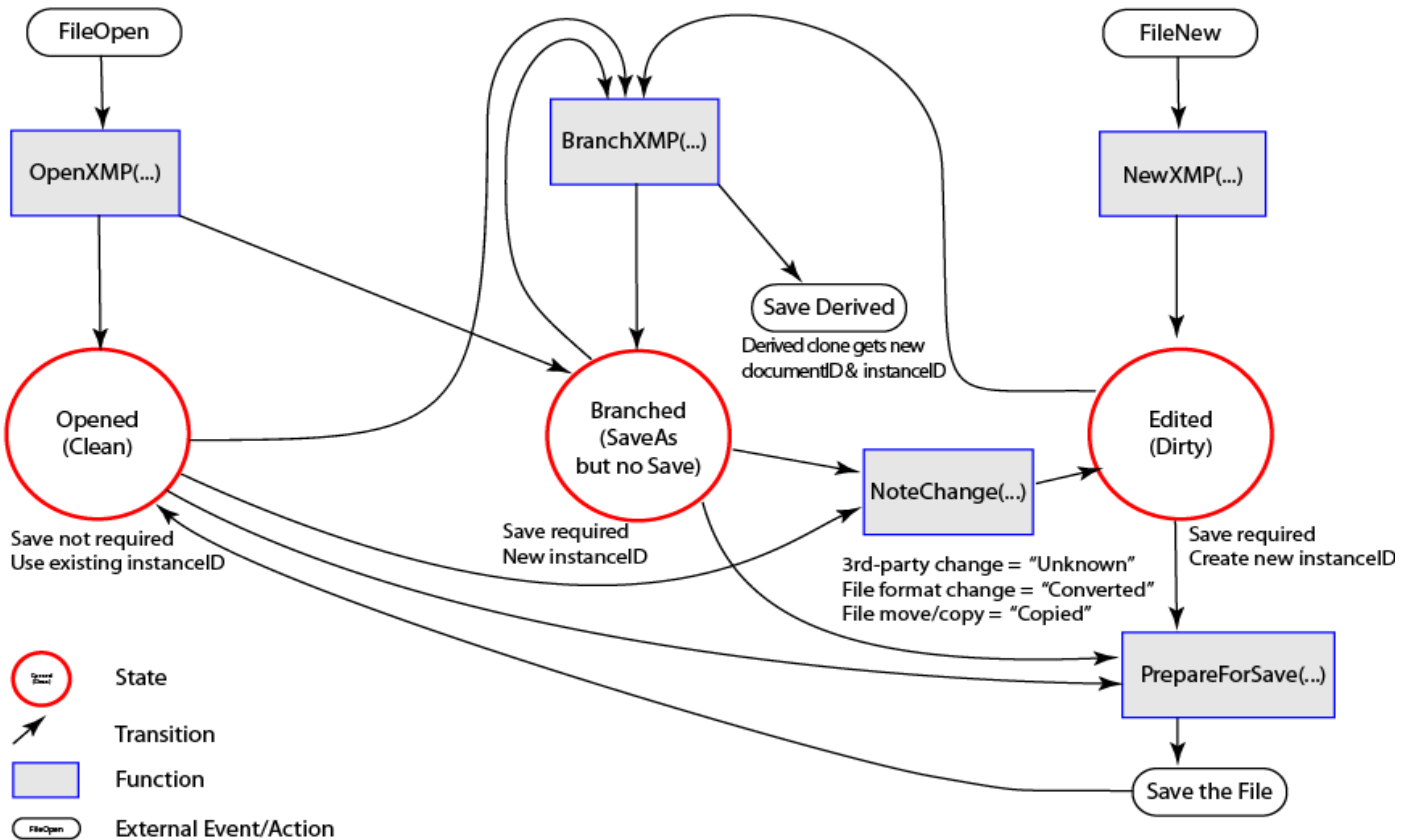 FileOpen
FileNew
OpenXMP(...)
BranchXMP(...)
NewXMP(...)
Save Derived
Derived clone gets new
documentID & instanceID
Opened
(Clean)
Branched
(SaveAs
but no Save)
Edited
(Dirty)
NoteChange(...)
Save not required
Use existing instanceID
Save required
New instanceID
3rd-party change = “Unknown”
File format change = “Converted”
File move/copy = “Copied”
Save required
Create new instanceID
PrepareForSave(...)
Save the File
Opened
(Clean)
State
Transition
Function
FileOpen
External Event/Action